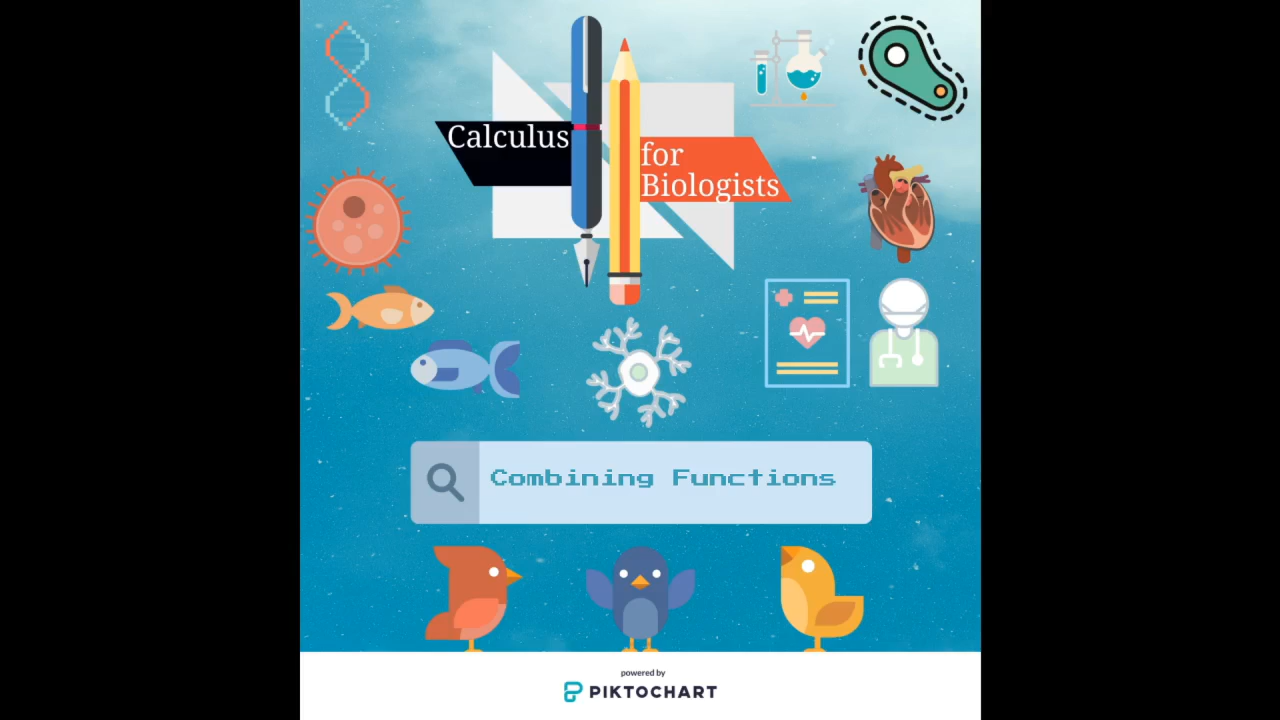 Calculus
for
Biologists
Combining Functions
powered by
PIKTOCHART